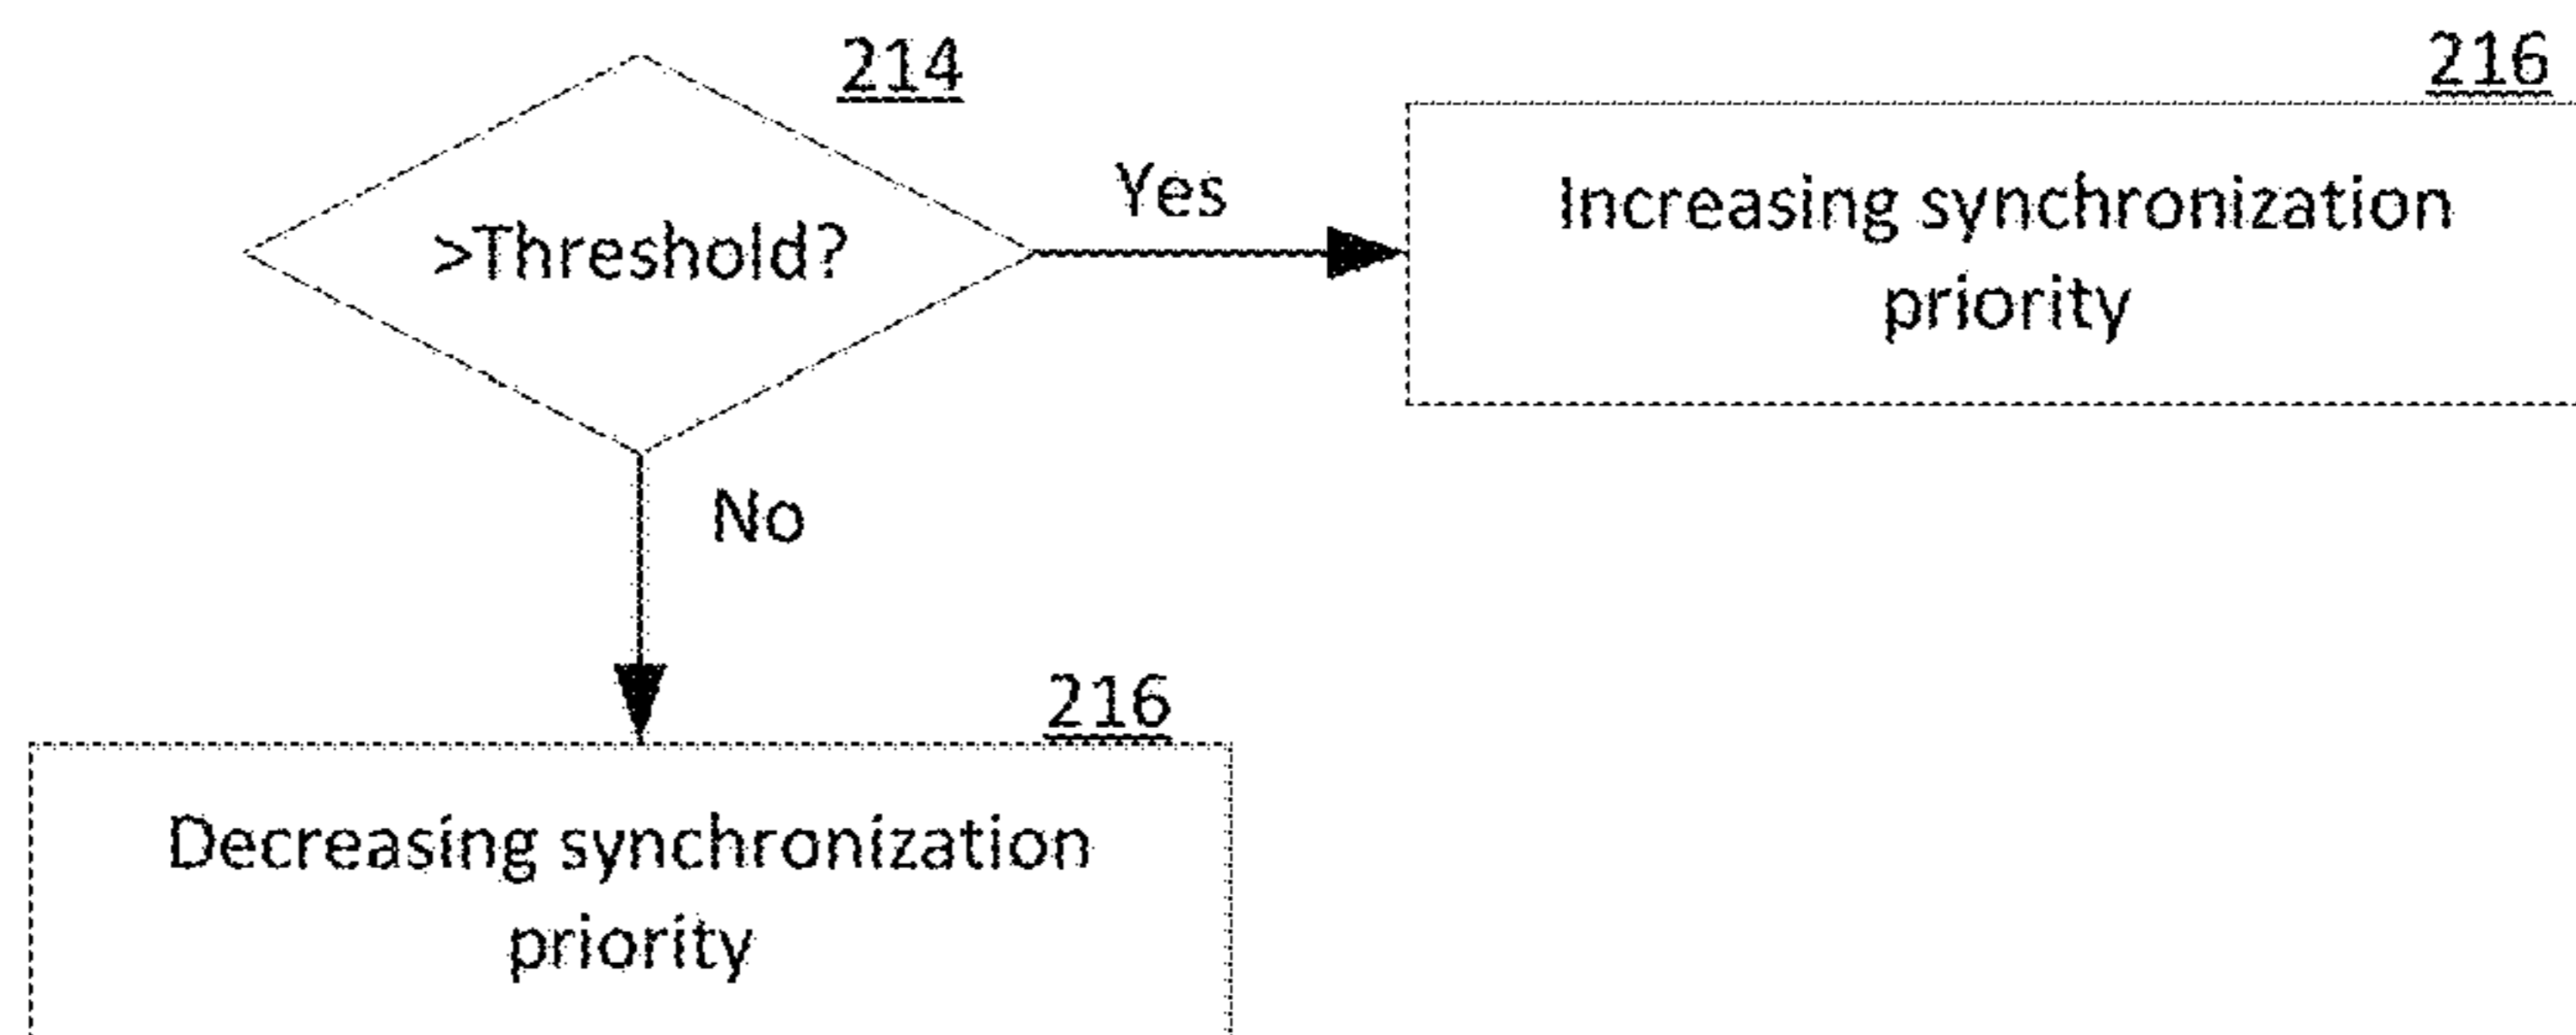 214
216
>Threshold?
Yes
Increasing synchronization
priority
No
216
Decreasing synchronization
priority